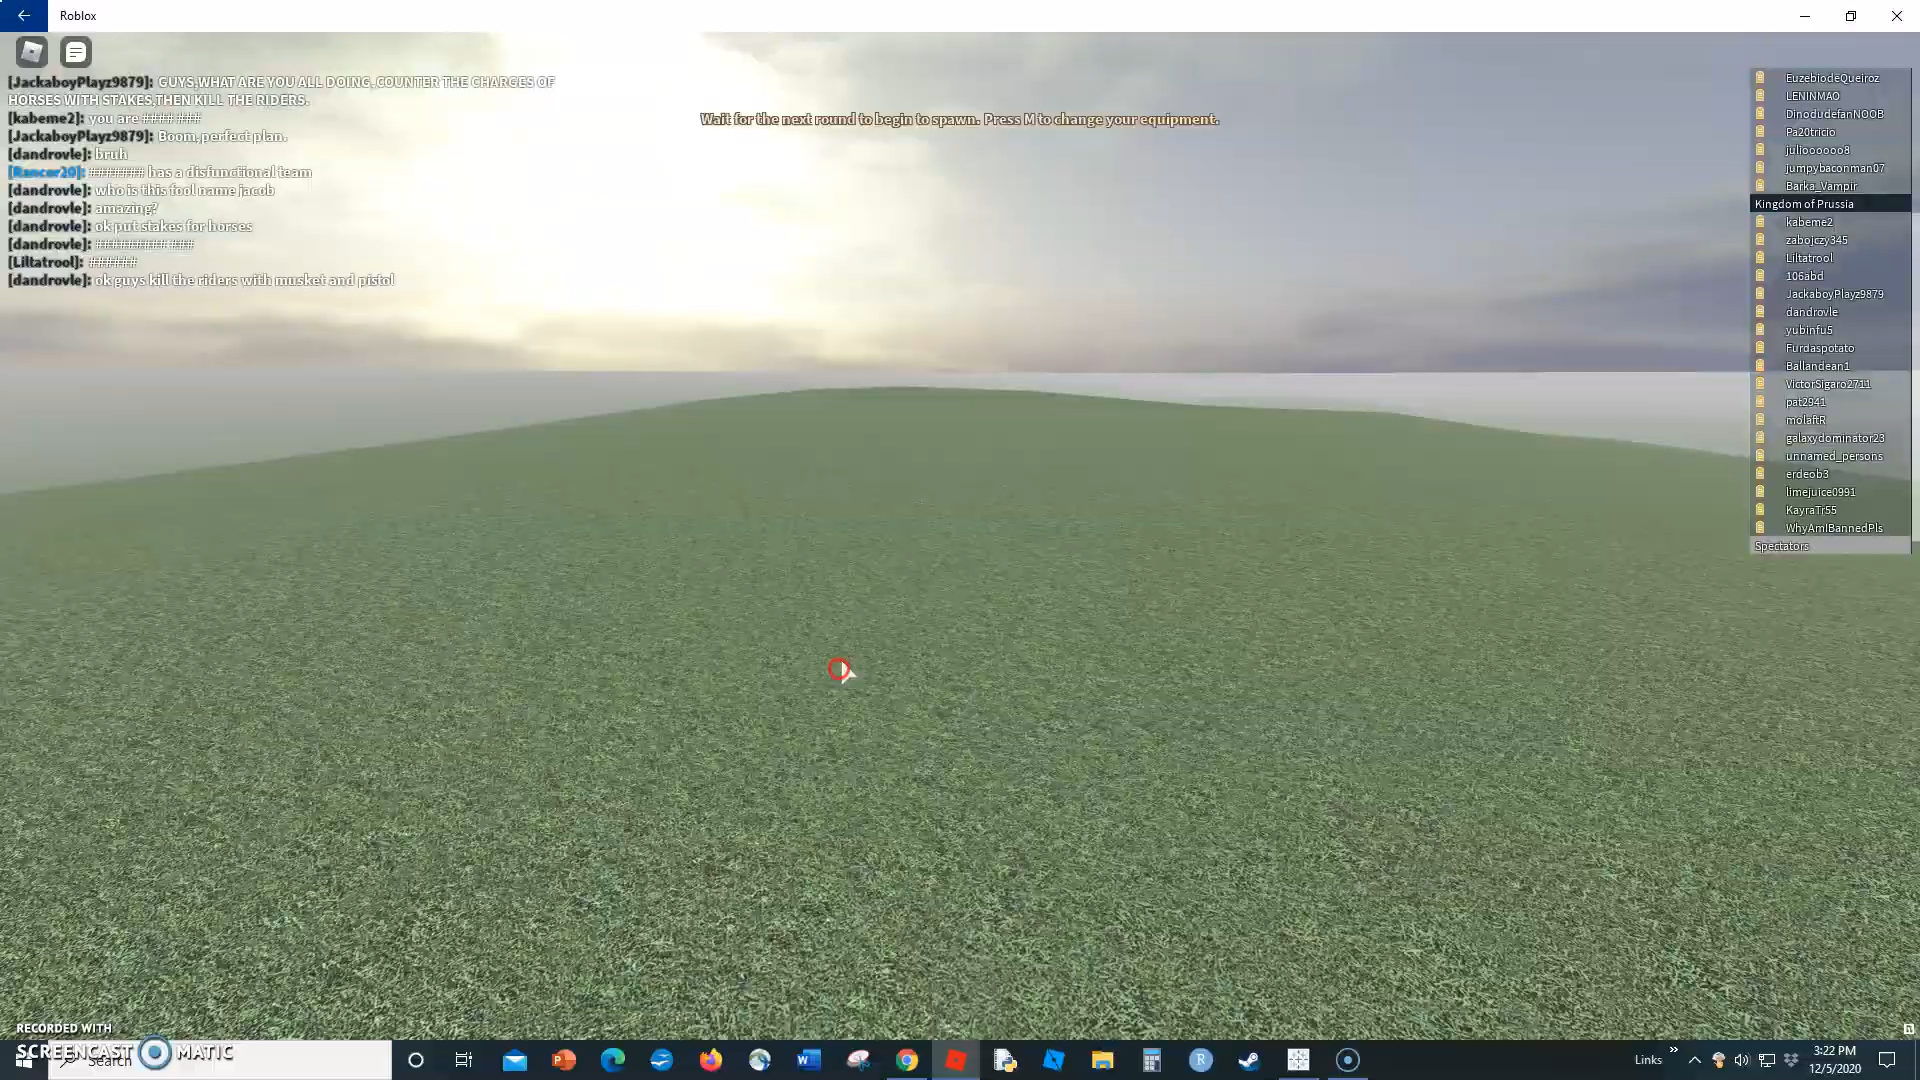 Roblox
[JackaboyPlayz9879]: GUYS,WHAT ARE YOU ALL DOING,COUNTER THE CHARGES OF
HORSES WITH STAKES,THEN KILL THE RIDERS.
[kabeme2]: you are #### ###
[JackaboyPlayz9879]: Boom,perfect plan.
[dandrovle]: bruh
[Rancor20]: ####### has a disfunctional team
[dandrovle]: who is this fool name jacob
[dandrovle]: amazing?
[dandrovle]: ok put stakes for horses
[dandrovle]: #############
[Liltatrool]: ######
[dandrovle]: ok guys kill the riders with musket and pistol
Wait for the next round to begin to spawn. Press M to change your equipment.
EuzebiodeQueiroz
LENINMAO
DinodudefanNOOB
Pa20tricio
julioooooo8
jumpybaconman07
Barka_Vampir
Kingdom of Prussia
kabeme2
zabojczy345
Liltatrool
106abd
JackaboyPlayz9879
dandrovle
yubinfu5
Furdaspotato
Ballandean1
VictorSigaro2711
pat2941
molaftR
galaxydominator23
unnamed_persons
erdeob3
limejuice0991
KayraTr55
WhyAmIBannedPls
Spectators
RECORDED WITH
SCREENCAST MATIC
Search
Links
3:22 PM
12/5/2020